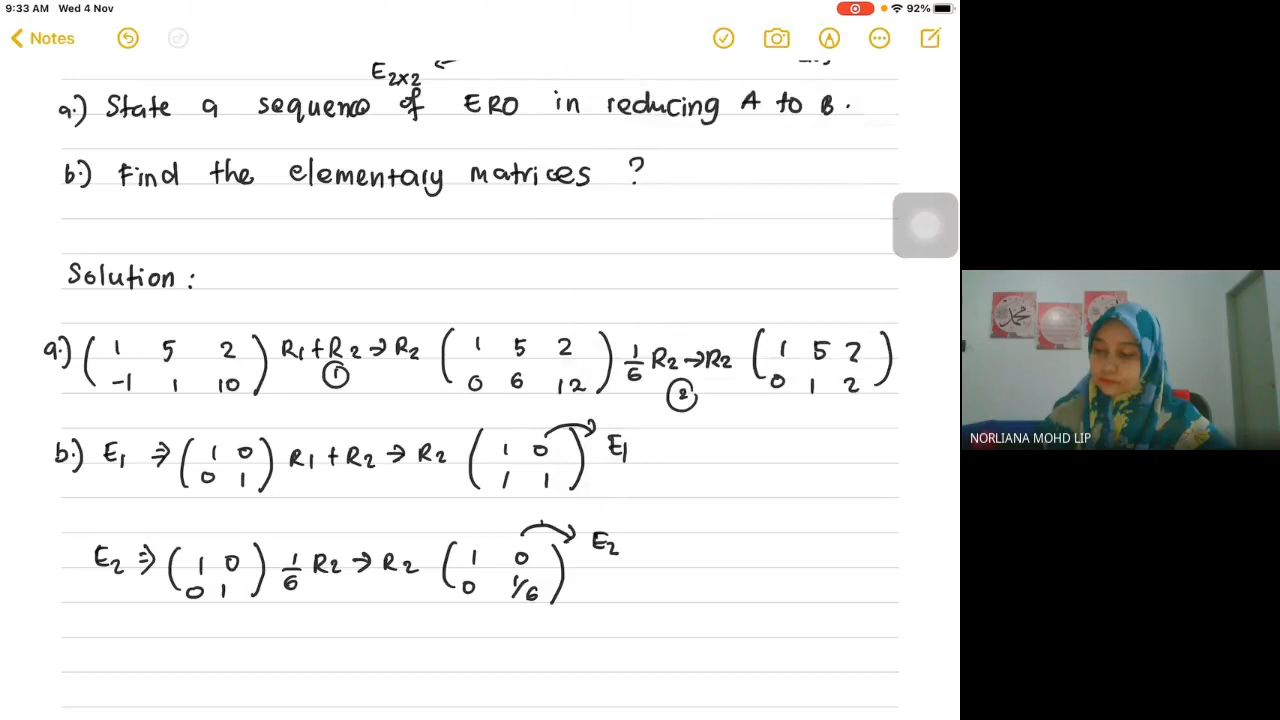 9:33 AM Wed 4 Nov
92%
Notes
E2x2
a.) State a sequence of ERO in reducing A to B.
b.) Find the elementary matrices ?
Solution :
a.) ( 1 5 2 ) R1 + R2 → R2 ( 1 5 2 ) 1/6 R2 → R2 ( 1 5 2 )
-1 1 10 ① 0 6 12 ② 0 1 2
b.) E1 ⇒ ( 1 0 ) R1 + R2 → R2 ( 1 0 ) E1
0 1 1 1
E2 ⇒ ( 1 0 ) 1/6 R2 → R2 ( 1 0 ) E2
0 1 0 1/6
NORLIANA MOHD LIP